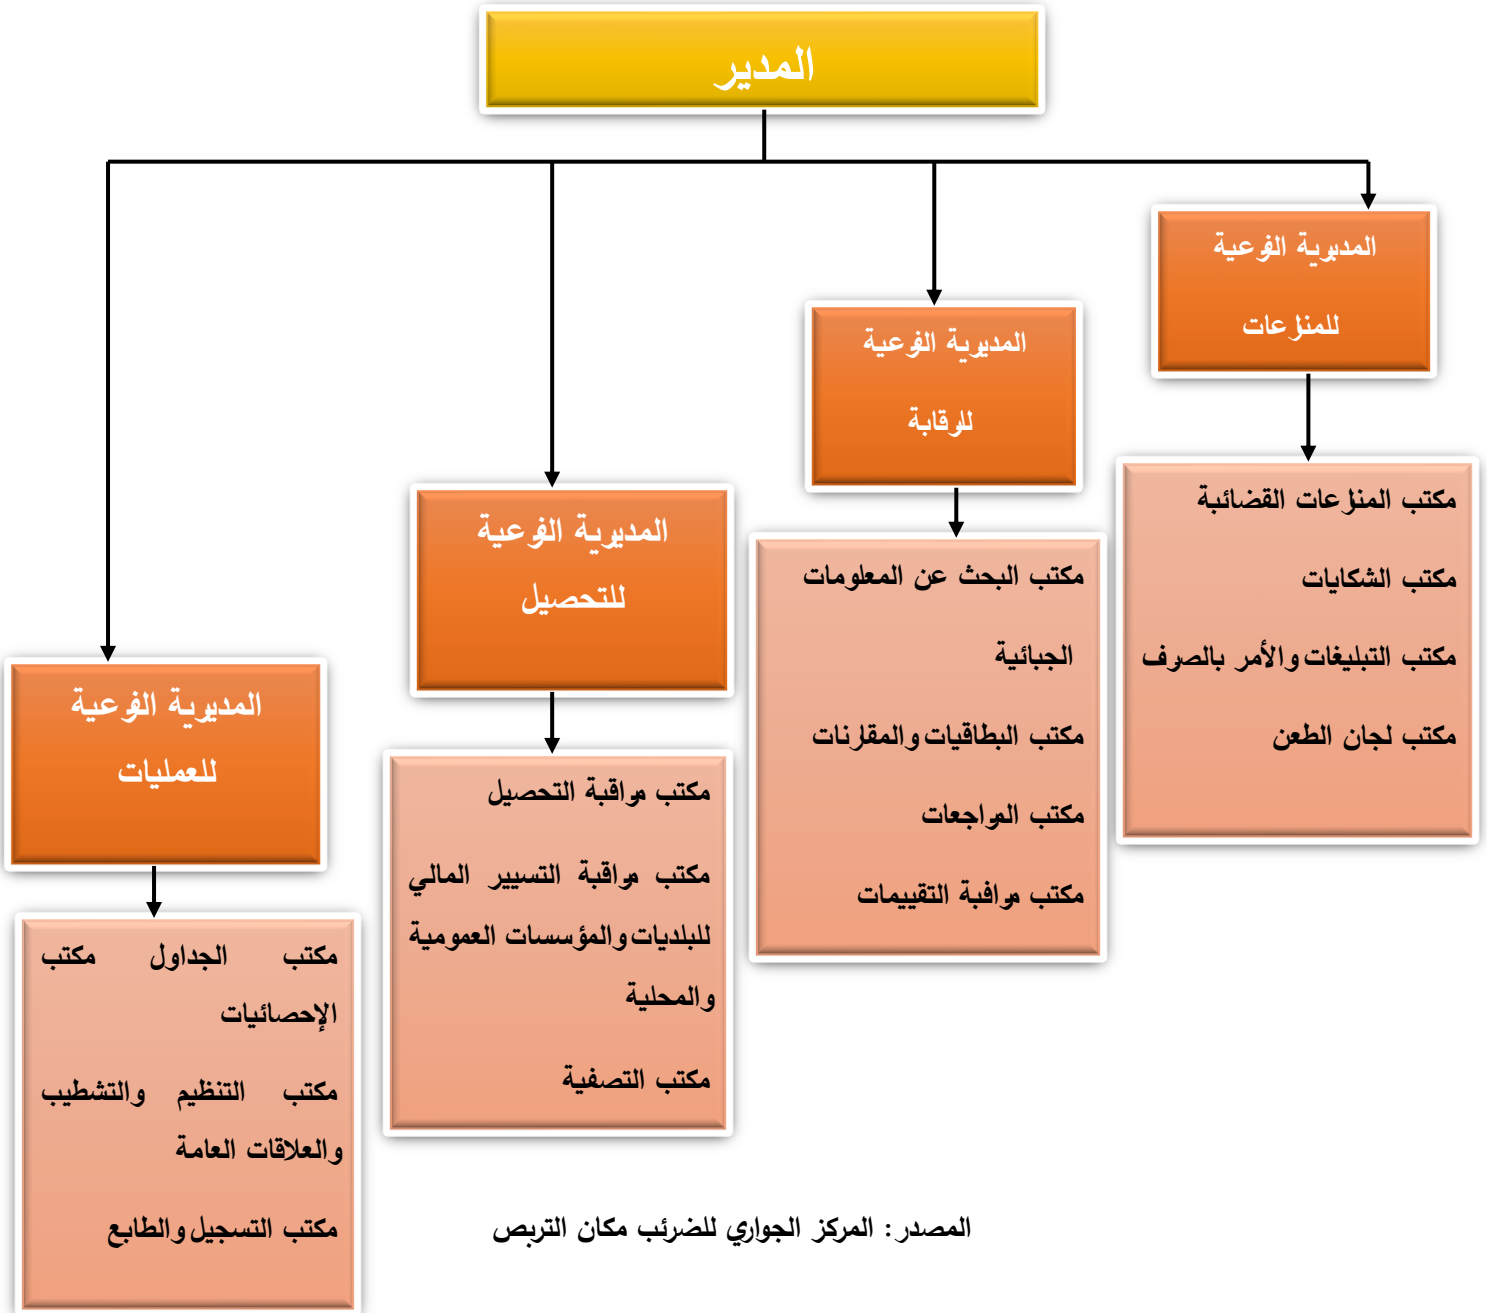 المدير
المديرية الفرعية
للمنازعات
المديرية الفرعية
للرقابة
المديرية الفرعية
للتحصيل
المديرية الفرعية
للعمليات
مكتب المنازعات القضائية
مكتب الشكايات
مكتب التبليغات والأمر بالصرف
مكتب لجان الطعن
مكتب البحث عن المعلومات
الجبائية
مكتب البطاقيات والمقارنات
مكتب المراجعات
مكتب مراقبة التقييمات
مكتب مراقبة التحصيل
مكتب مراقبة التسيير المالي
للبلديات والمؤسسات العمومية
والمحلية
مكتب التصفية
مكتب الجداول مكتب
الإحصائيات
مكتب التنظيم والتشطيب
والعلاقات العامة
مكتب التسجيل والطابع
المصدر: المركز الجواري للضرئب مكان التربص